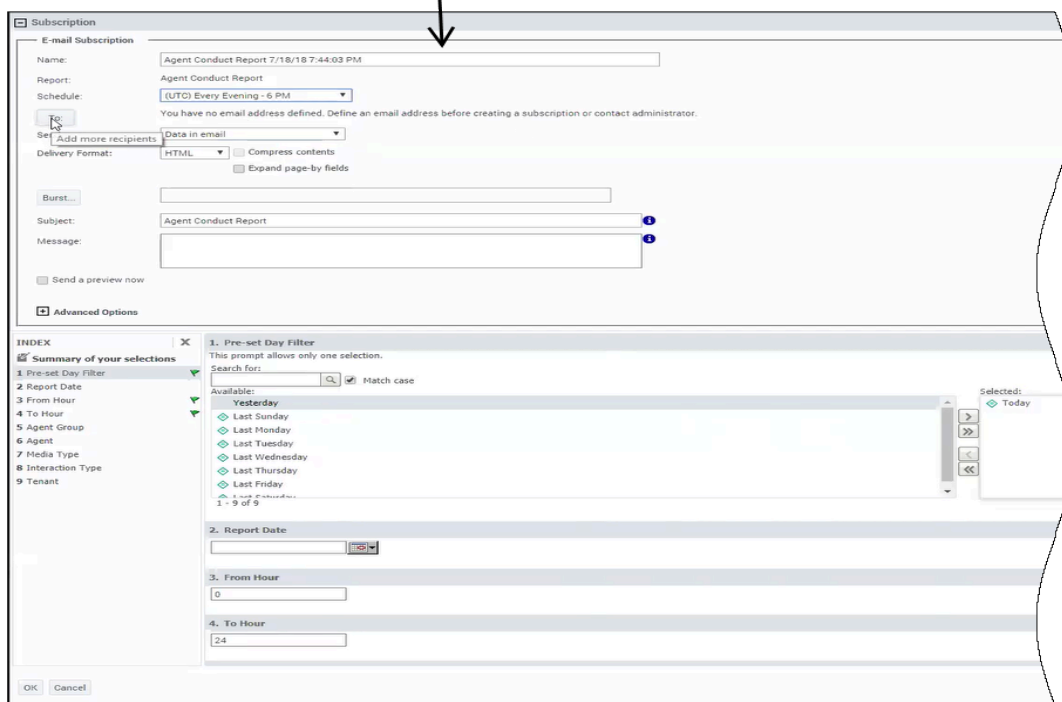 Subscription
E-mail Subscription
Name: Agent Conduct Report 7/18/18 7:44:03 PM
Report: Agent Conduct Report
Schedule: (UTC) Every Evening - 6 PM
To: You have no email address defined. Define an email address before creating a subscription or contact administrator.
Add more recipients Data in email
Delivery Format: HTML Compress contents
Expand page-by fields
Burst...
Subject: Agent Conduct Report
Message:
Send a preview now
Advanced Options
INDEX X
Summary of your selections
1 Pre-set Day Filter
2 Report Date
3 From Hour
4 To Hour
5 Agent Group
6 Agent
7 Media Type
8 Interaction Type
9 Tenant
1. Pre-set Day Filter
This prompt allows only one selection.
Search for:
Match case
Available:
Yesterday
Last Sunday
Last Monday
Last Tuesday
Last Wednesday
Last Thursday
Last Friday
Last Saturday
1 - 9 of 9
Selected:
Today
2. Report Date
3. From Hour
0
4. To Hour
24
OK Cancel